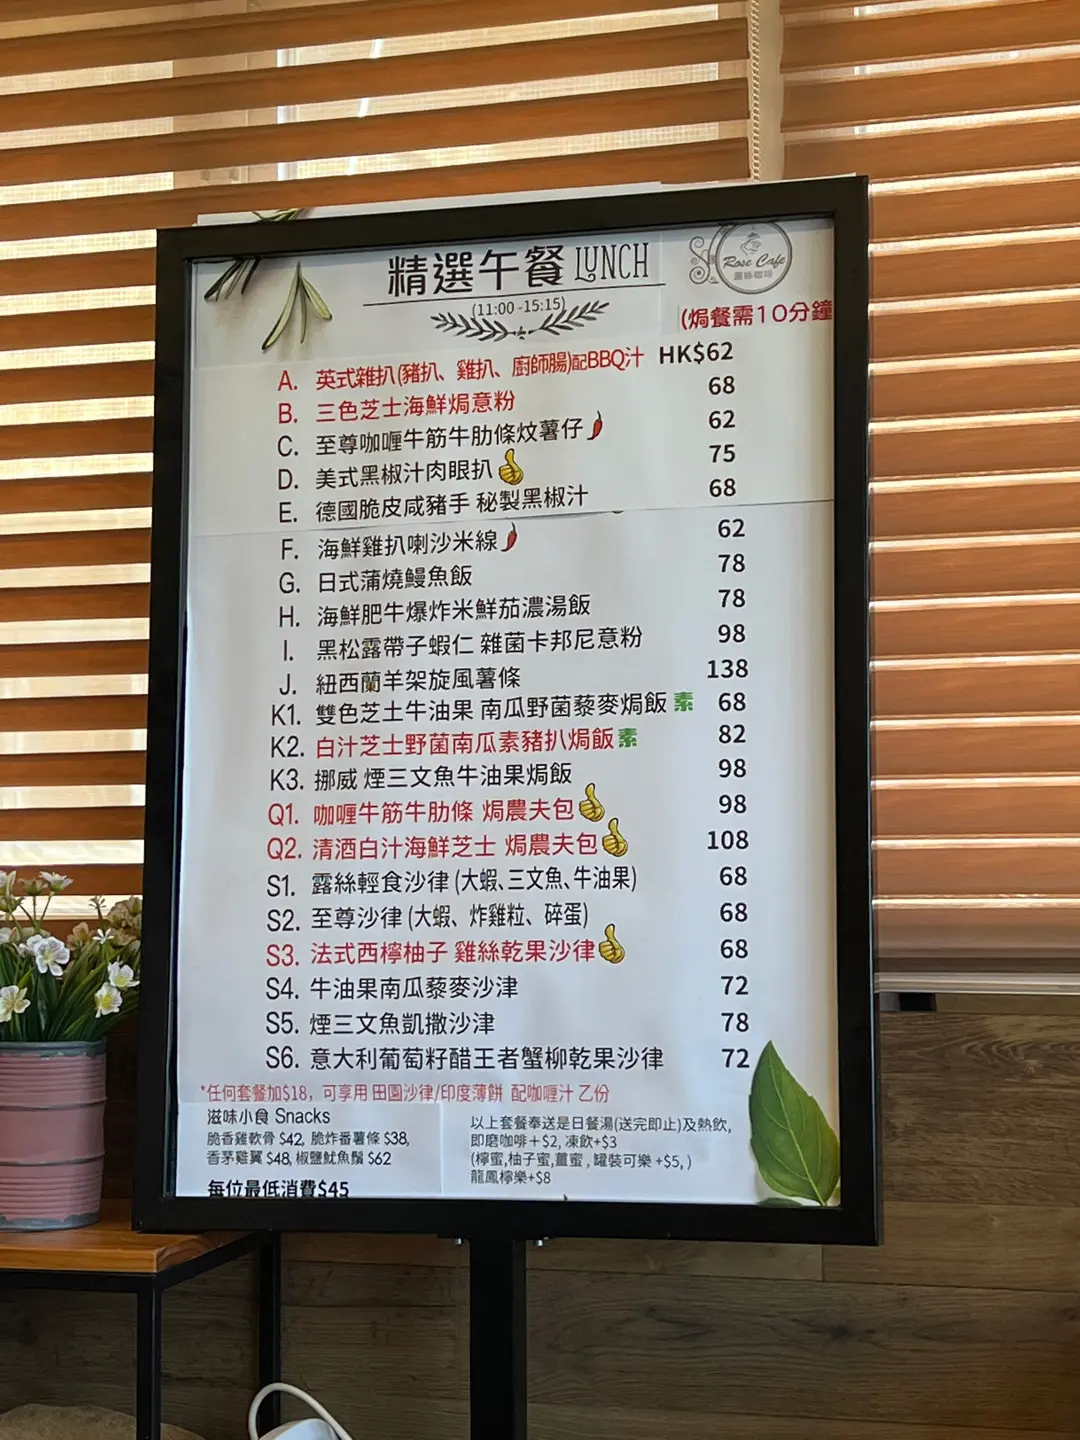 精選午餐 LUNCH
Rose Cafe
露絲咖啡
(11:00 -15:15)
(焗餐需10分鐘
A. 英式雜扒(豬扒、雞扒、廚師腸)配BBQ汁 HK$62
B. 三色芝士海鮮焗意粉 68
C. 至尊咖喱牛筋牛肋條炆薯仔 62
D. 美式黑椒汁肉眼扒 75
E. 德國脆皮咸豬手 秘製黑椒汁 68
F. 海鮮雞扒喇沙米線 62
G. 日式蒲燒鰻魚飯 78
H. 海鮮肥牛爆炸米鮮茄濃湯飯 78
I. 黑松露帶子蝦仁 雜菌卡邦尼意粉 98
J. 紐西蘭羊架旋風薯條 138
K1. 雙色芝士牛油果 南瓜野菌藜麥焗飯 素 68
K2. 白汁芝士野菌南瓜素豬扒焗飯 素 82
K3. 挪威 煙三文魚牛油果焗飯 98
Q1. 咖喱牛筋牛肋條 焗農夫包 98
Q2. 清酒白汁海鮮芝士 焗農夫包 108
S1. 露絲輕食沙律 (大蝦、三文魚、牛油果) 68
S2. 至尊沙律 (大蝦、炸雞粒、碎蛋) 68
S3. 法式西檸柚子 雞絲乾果沙律 68
S4. 牛油果南瓜藜麥沙津 72
S5. 煙三文魚凱撒沙津 78
S6. 意大利葡萄籽醋王者蟹柳乾果沙律 72
*任何套餐加$18，可享用 田園沙律/印度薄餅 配咖喱汁 乙份
滋味小食 Snacks
脆香雞軟骨 $42, 脆炸番薯條 $38,
香茅雞翼 $48, 椒鹽魷魚鬚 $62
每位最低消費$45
以上套餐奉送是日餐湯(送完即止)及熱飲,
即磨咖啡＋$2, 凍飲+$3
(檸蜜,柚子蜜,薑蜜 , 罐裝可樂 +$5, )
龍鳳檸樂+$8